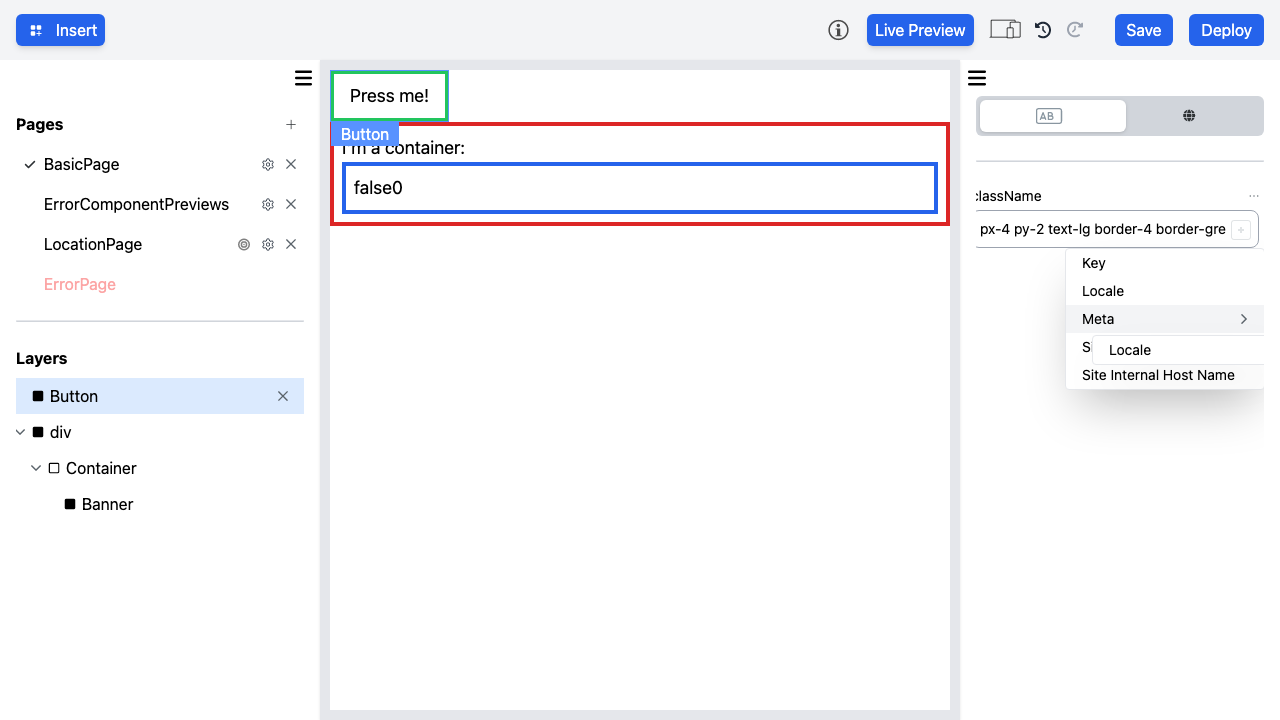 Insert
Live Preview
Save
Deploy
Pages
BasicPage
ErrorComponentPreviews
LocationPage
ErrorPage
Layers
Button
div
Container
Banner
Press me!
Button
I'm a container:
false0
AB
className
px-4 py-2 text-lg border-4 border-gre
Key
Locale
Meta
Locale
Site Internal Host Name